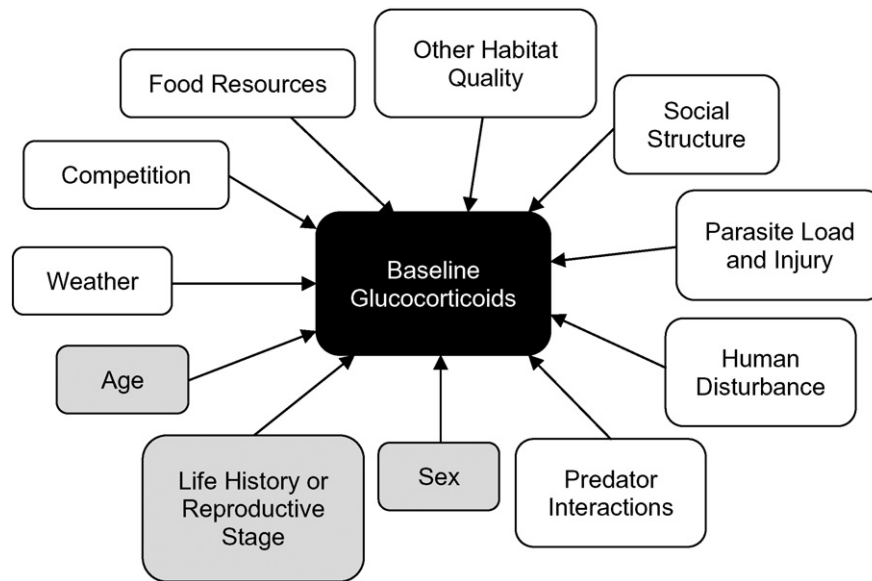 Other Habitat
Quality
Food Resources
Social
Structure
Competition
Parasite Load
and Injury
Baseline
Glucocorticoids
Weather
Human
Disturbance
Age
Life History or
Reproductive
Stage
Sex
Predator
Interactions